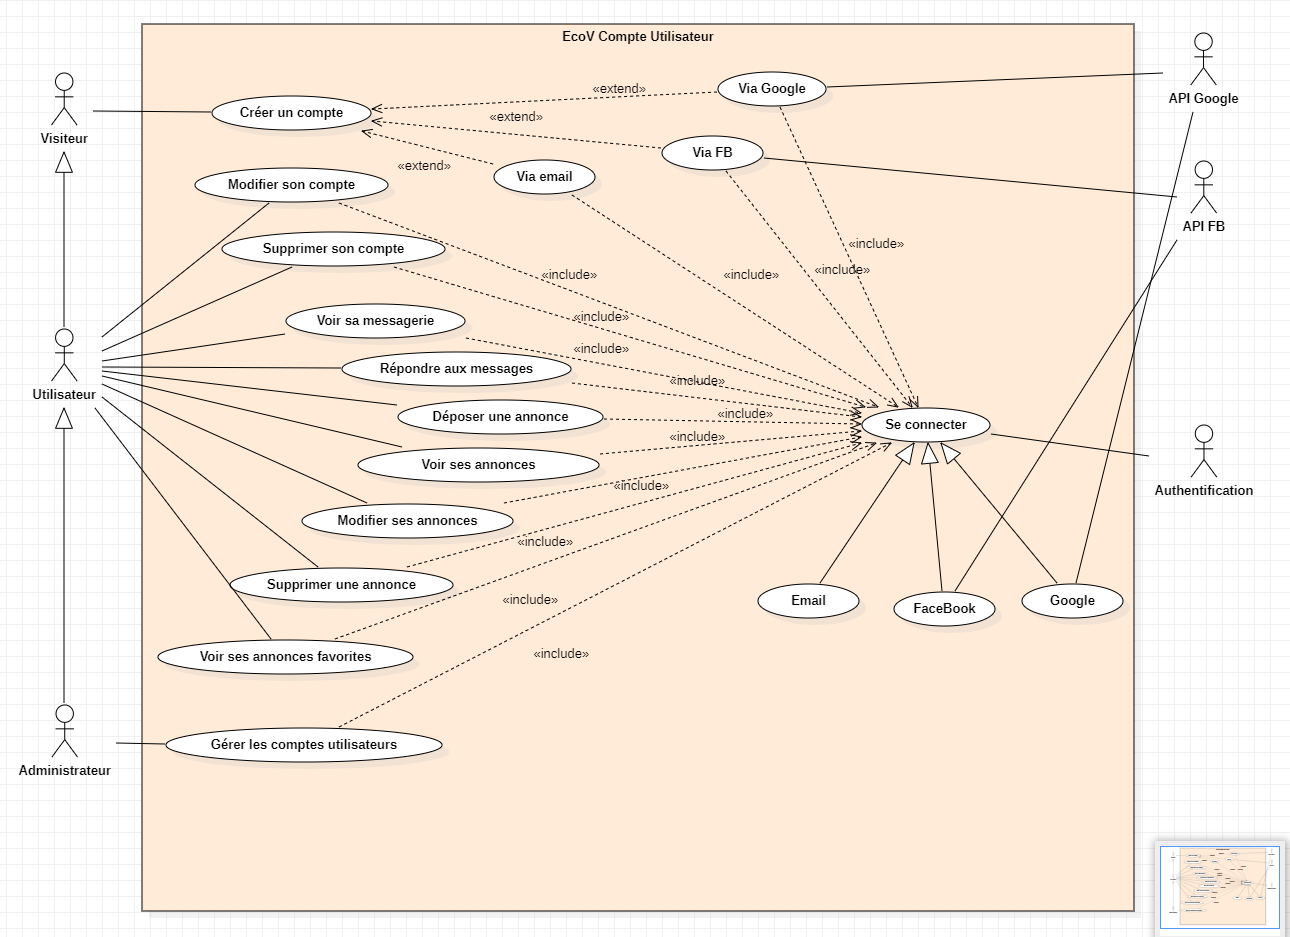 EcoV Compte Utilisateur
Visiteur
Utilisateur
Administrateur
API Google
API FB
Authentification
Créer un compte
Via Google
Via FB
Via email
Modifier son compte
Supprimer son compte
Voir sa messagerie
Répondre aux messages
Déposer une annonce
Voir ses annonces
Modifier ses annonces
Supprimer une annonce
Voir ses annonces favorites
Gérer les comptes utilisateurs
Se connecter
Email
FaceBook
Google
«extend»
«extend»
«extend»
«include»
«include»
«include»
«include»
«include»
«include»
«include»
«include»
«include»
«include»
«include»
«include»
«include»